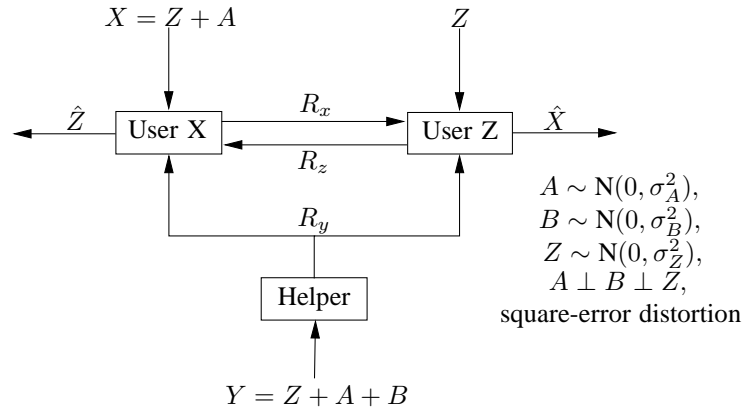 X = Z + A
Z
Ẑ
User X
R_x
User Z
X̂
R_z
R_y
A ∼ N(0, σ_A^2),
B ∼ N(0, σ_B^2),
Z ∼ N(0, σ_Z^2),
A ⊥ B ⊥ Z,
square-error distortion
Helper
Y = Z + A + B